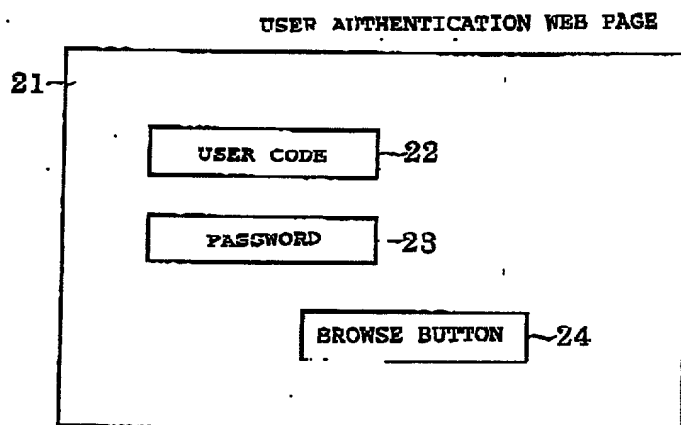 USER AUTHENTICATION WEB PAGE
21
USER CODE 22
PASSWORD 23
BROWSE BUTTON 24